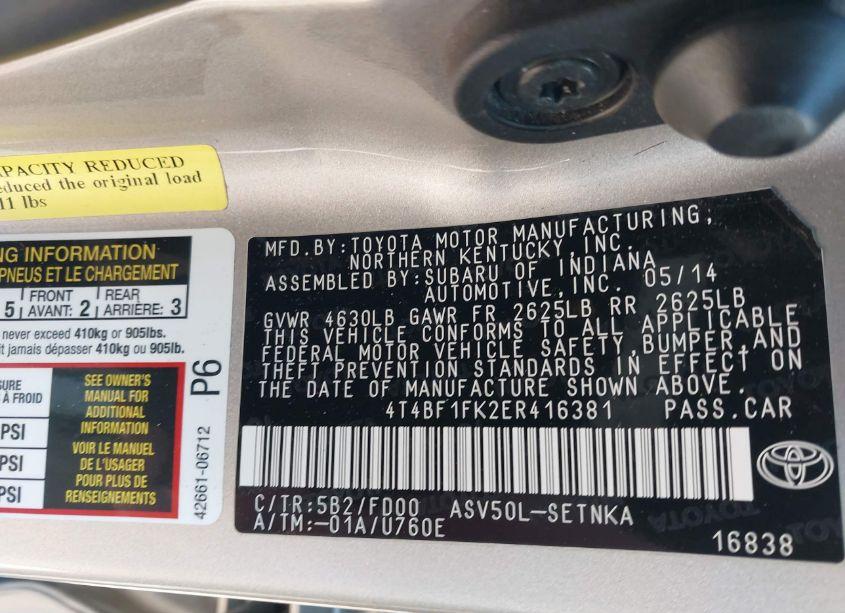 PACITY REDUCED
educed the original load
11 lbs
NG INFORMATION
PNEUS ET LE CHARGEMENT
5 FRONT AVANT: 2 REAR ARRIÈRE: 3
never exceed 410kg or 905lbs.
it jamais dépasser 410kg ou 905lb.
SURE
À FROID
PSI
PSI
PSI
SEE OWNER'S
MANUAL FOR
ADDITIONAL
INFORMATION
VOIR LE MANUEL
DE L'USAGER
POUR PLUS DE
RENSEIGNEMENTS
P6
42661-06712
MFD.BY:TOYOTA MOTOR MANUFACTURING,
NORTHERN KENTUCKY,INC.
ASSEMBLED BY:SUBARU OF INDIANA
AUTOMOTIVE,INC. 05/14
GVWR 4630LB GAWR FR 2625LB RR 2625LB
THIS VEHICLE CONFORMS TO ALL APPLICABLE
FEDERAL MOTOR VEHICLE SAFETY,BUMPER,AND
THEFT PREVENTION STANDARDS IN EFFECT ON
THE DATE OF MANUFACTURE SHOWN ABOVE.
4T4BF1FK2ER416381 PASS.CAR
C/TR:5B2/FD00 ASV50L-SETNKA
A/TM:-01A/U760E
16838